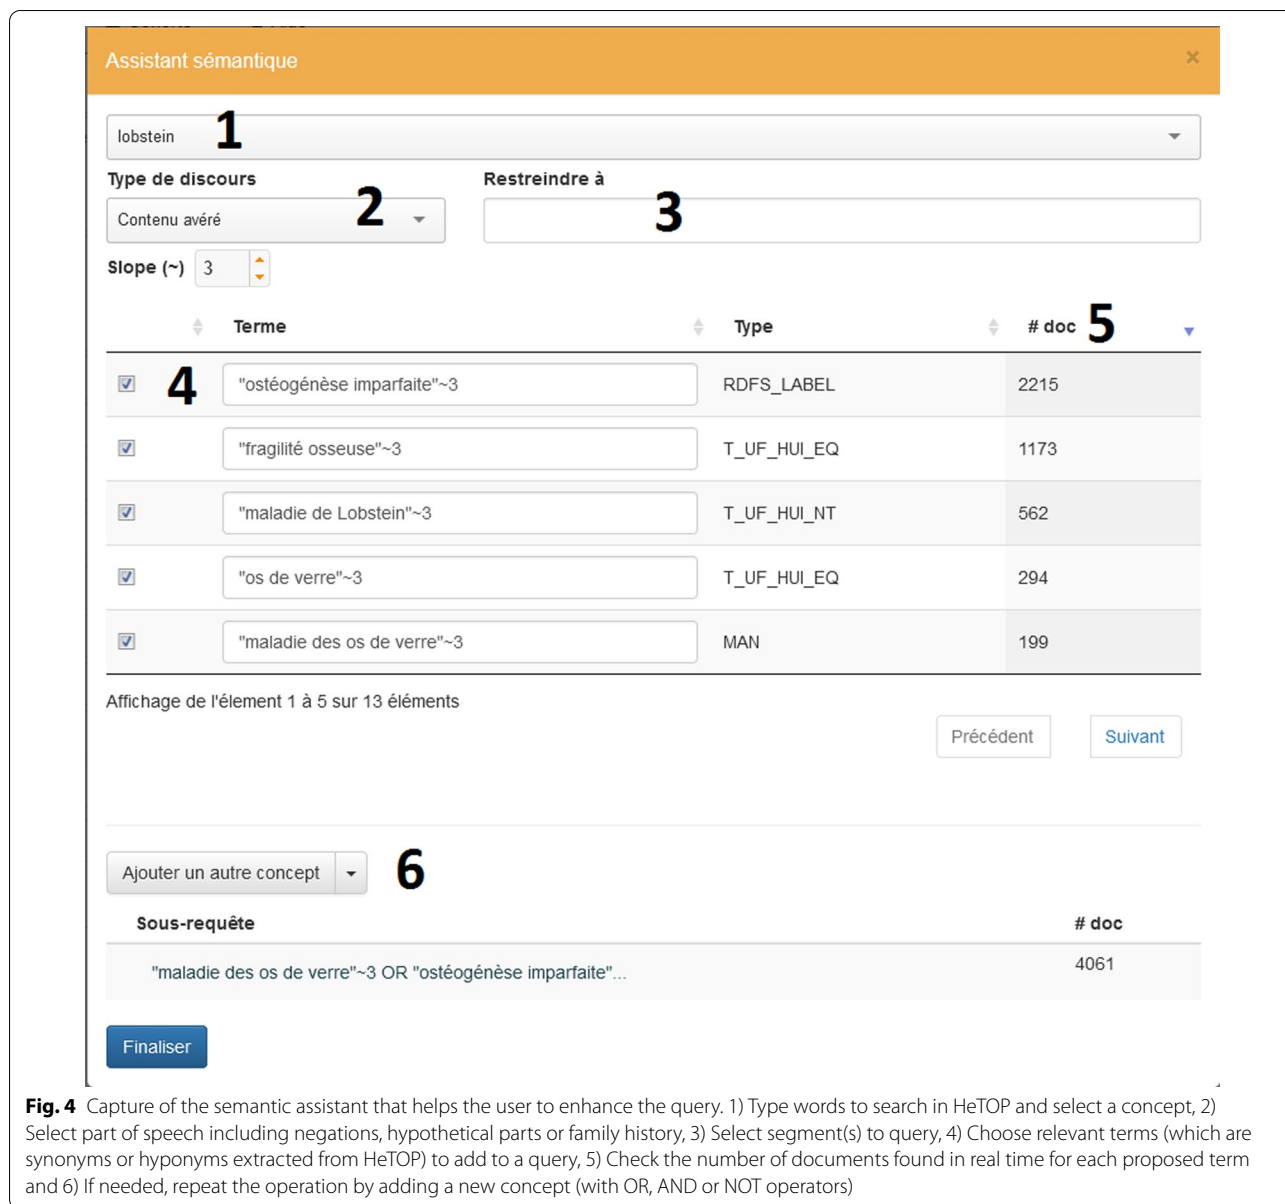 Assistant sémantique ×
lobstein 1
Type de discours Restreindre à
Contenu avéré 2 3
Slope (~) 3
Terme Type # doc 5
4 "ostéogénèse imparfaite"~3 RDFS_LABEL 2215
"fragilité osseuse"~3 T_UF_HUI_EQ 1173
"maladie de Lobstein"~3 T_UF_HUI_NT 562
"os de verre"~3 T_UF_HUI_EQ 294
"maladie des os de verre"~3 MAN 199
Affichage de l'élement 1 à 5 sur 13 éléments
Précédent Suivant
Ajouter un autre concept 6
Sous-requête # doc
"maladie des os de verre"~3 OR "ostéogénèse imparfaite"... 4061
Finaliser
Fig. 4 Capture of the semantic assistant that helps the user to enhance the query. 1) Type words to search in HeTOP and select a concept, 2)
Select part of speech including negations, hypothetical parts or family history, 3) Select segment(s) to query, 4) Choose relevant terms (which are
synonyms or hyponyms extracted from HeTOP) to add to a query, 5) Check the number of documents found in real time for each proposed term
and 6) If needed, repeat the operation by adding a new concept (with OR, AND or NOT operators)